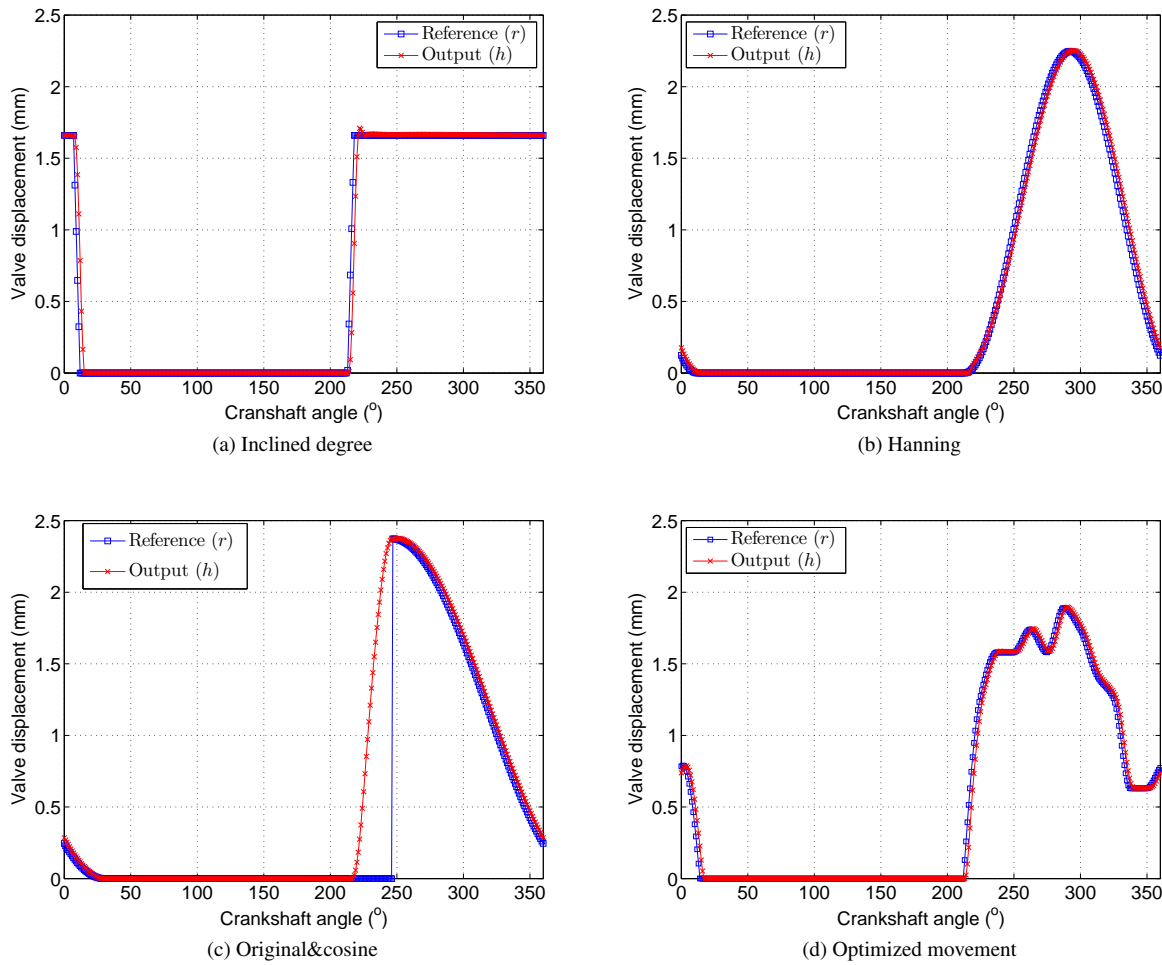 2.5
2
1.5
1
0.5
0
Valve displacement (mm)
Reference (r)
Output (h)
0 50 100 150 200 250 300 350
Cranshaft angle (º)
(a) Inclined degree
2.5
2
1.5
1
0.5
0
Valve displacement (mm)
Reference (r)
Output (h)
0 50 100 150 200 250 300 350
Crankshaft angle (º)
(b) Hanning
2.5
2
1.5
1
0.5
0
Valve displacement (mm)
Reference (r)
Output (h)
0 50 100 150 200 250 300 350
Crankshaft angle (º)
(c) Original&cosine
2.5
2
1.5
1
0.5
0
Valve displacement (mm)
Reference (r)
Output (h)
0 50 100 150 200 250 300 350
Crankshaft angle (º)
(d) Optimized movement